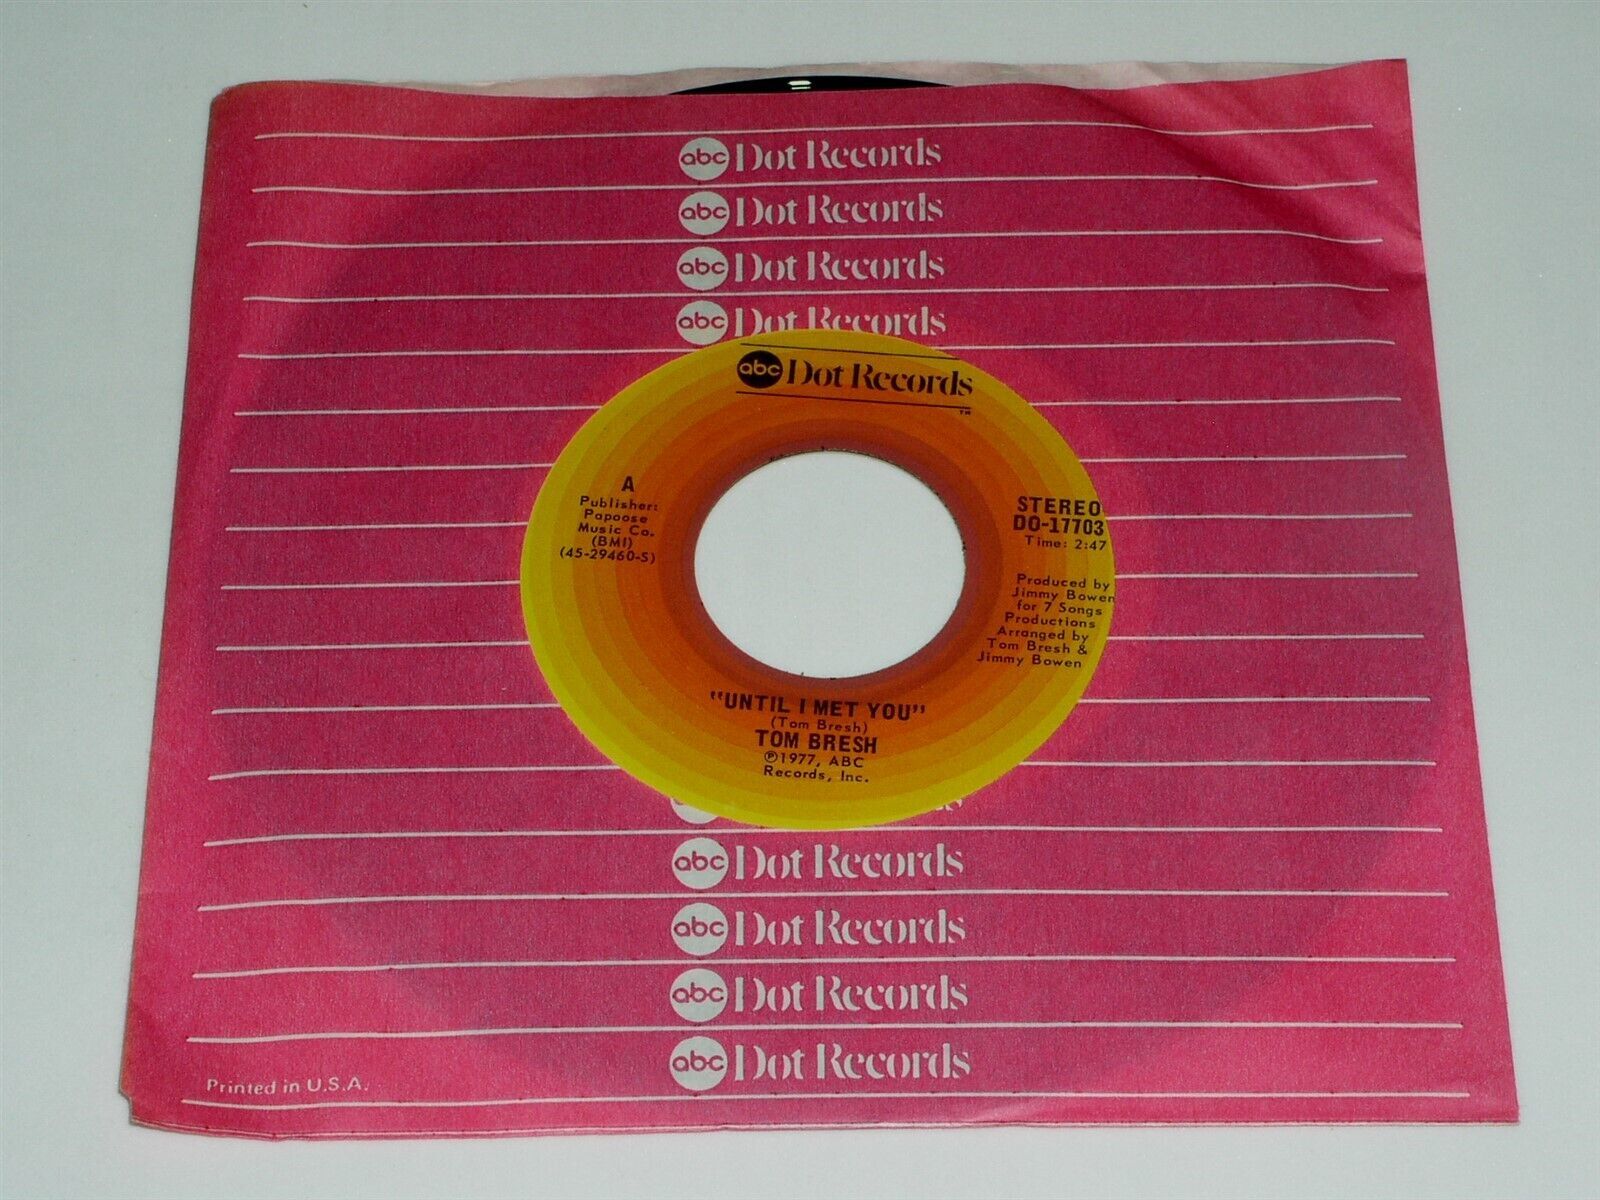 abc Dot Records
abc Dot Records
abc Dot Records
abc Dot Records
abc Dot Records
TM
A
Publisher:
Papoose
Music Co.
(BMI)
(45-29460-S)
STEREO
DO-17703
Time: 2:47
Produced by
Jimmy Bowen
for 7 Songs
Productions
Arranged by
Tom Bresh &
Jimmy Bowen
"UNTIL I MET YOU"
(Tom Bresh)
TOM BRESH
℗1977, ABC
Records, Inc.
abc Dot Records
abc Dot Records
abc Dot Records
abc Dot Records
Printed in U.S.A.